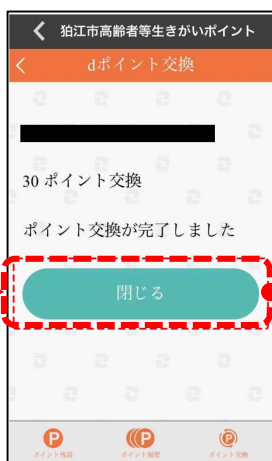 狛江市高齢者等生きがいポイント
dポイント交換
30 ポイント交換
ポイント交換が完了しました
閉じる
ポイント残高
ポイント履歴
ポイント交換